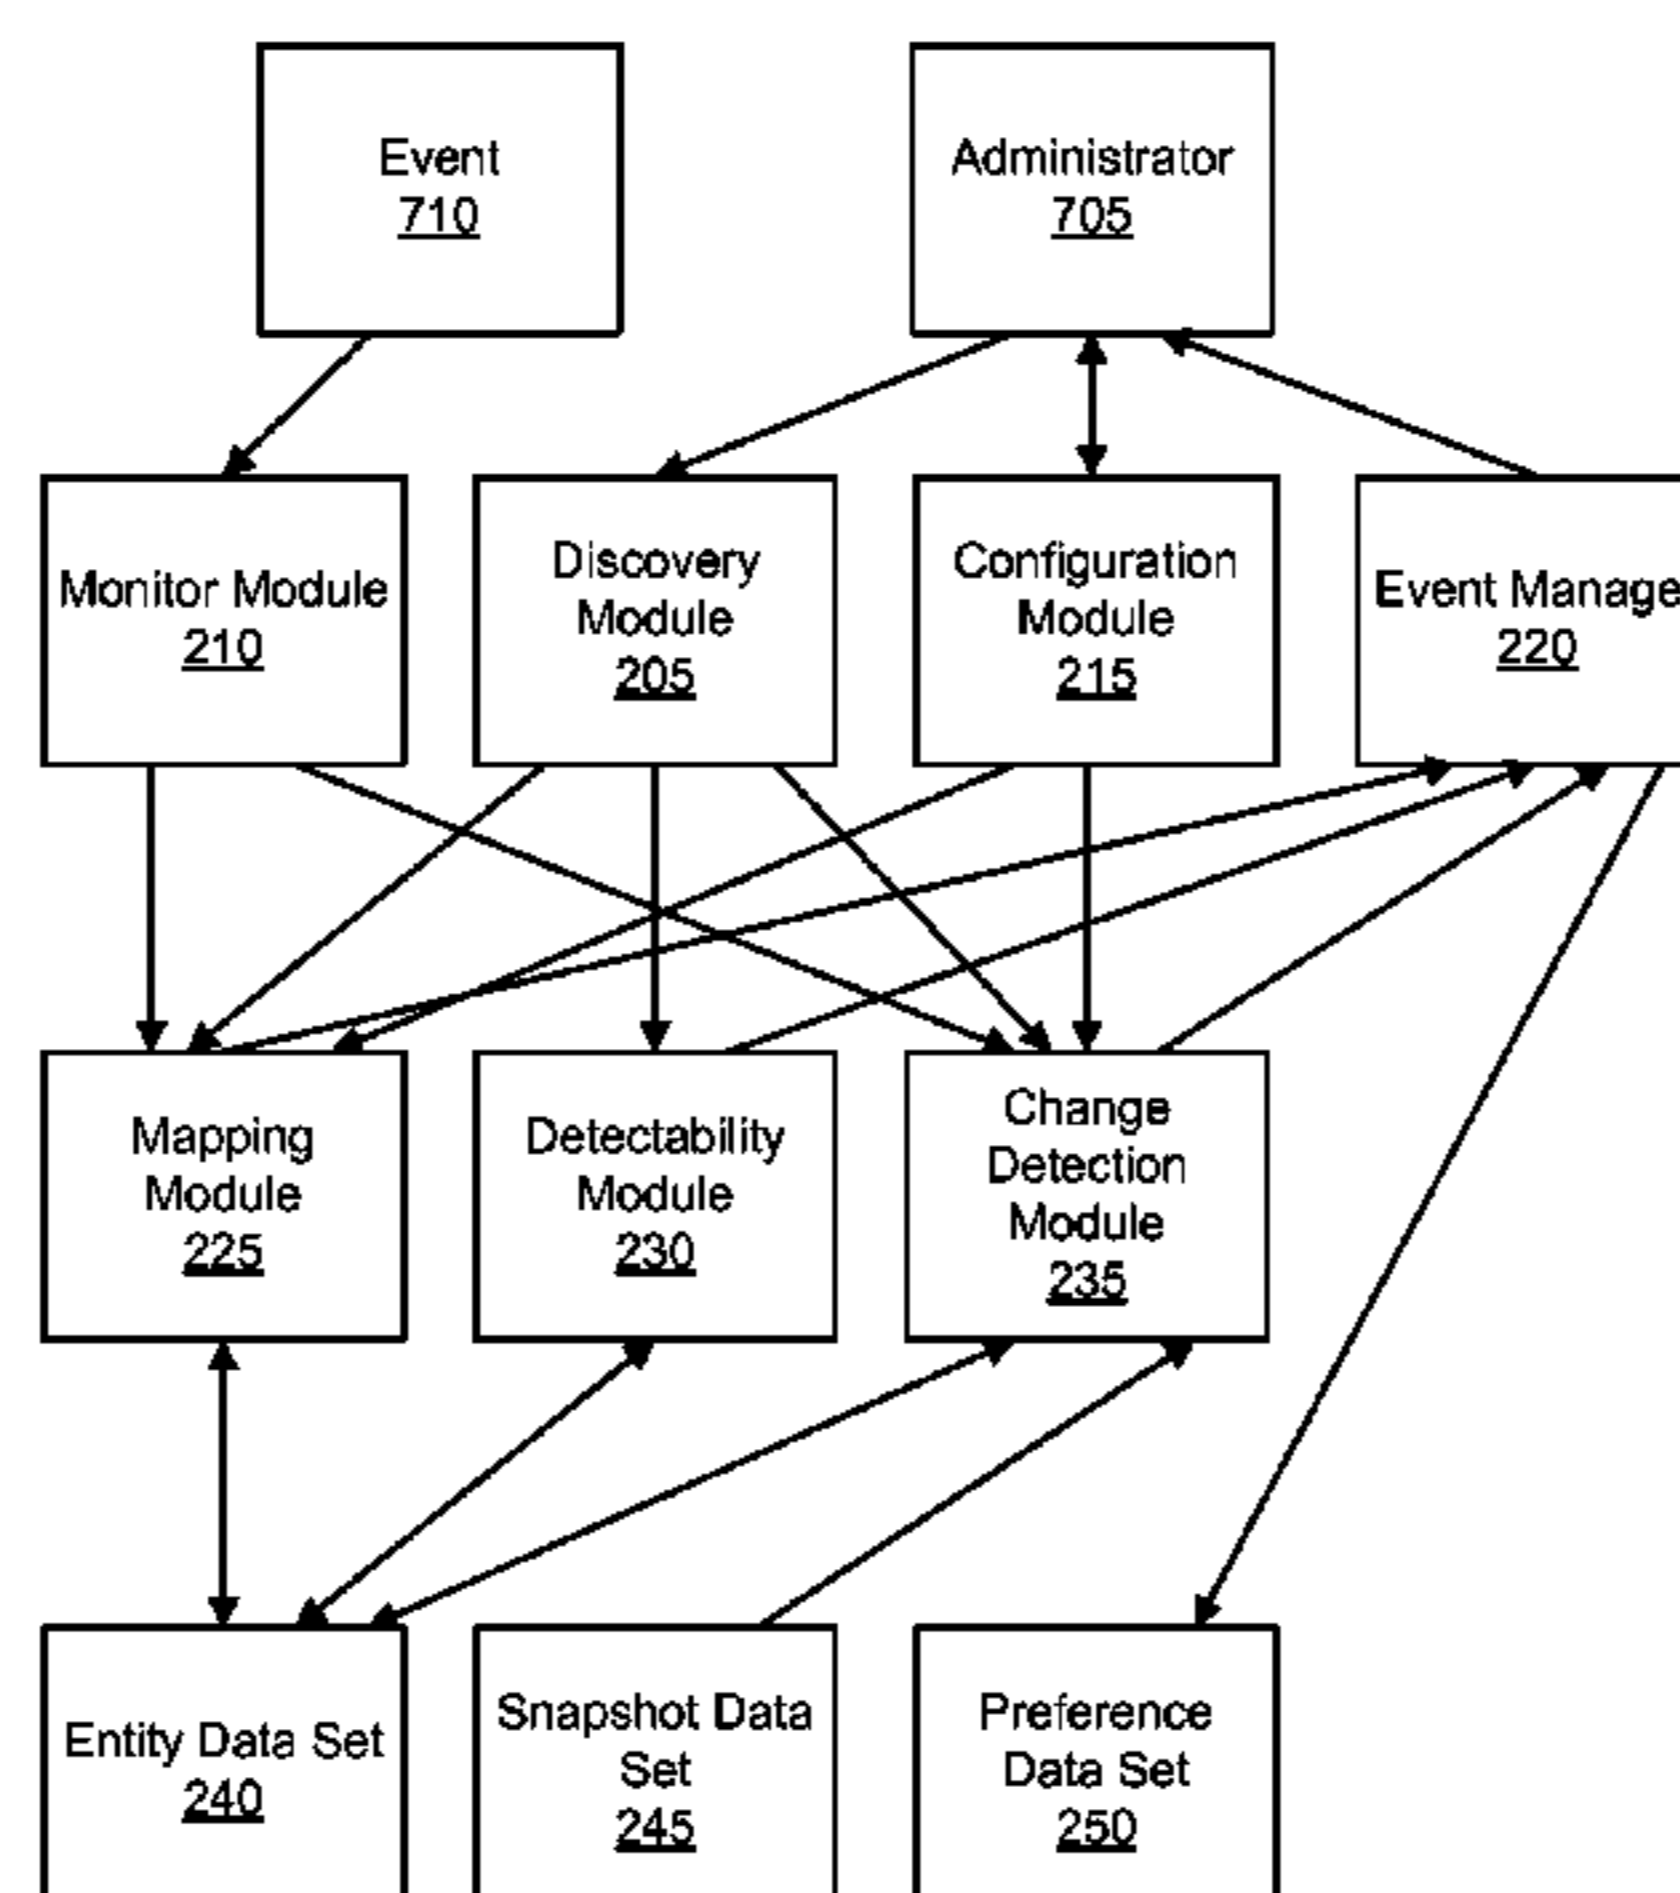 Event
710
Administrator
705
Monitor Module
210
Discovery
Module
205
Configuration
Module
215
Event Manage
220
Mapping
Module
225
Detectability
Module
230
Change
Detection
Module
235
Entity Data Set
240
Snapshot Data
Set
245
Preference
Data Set
250